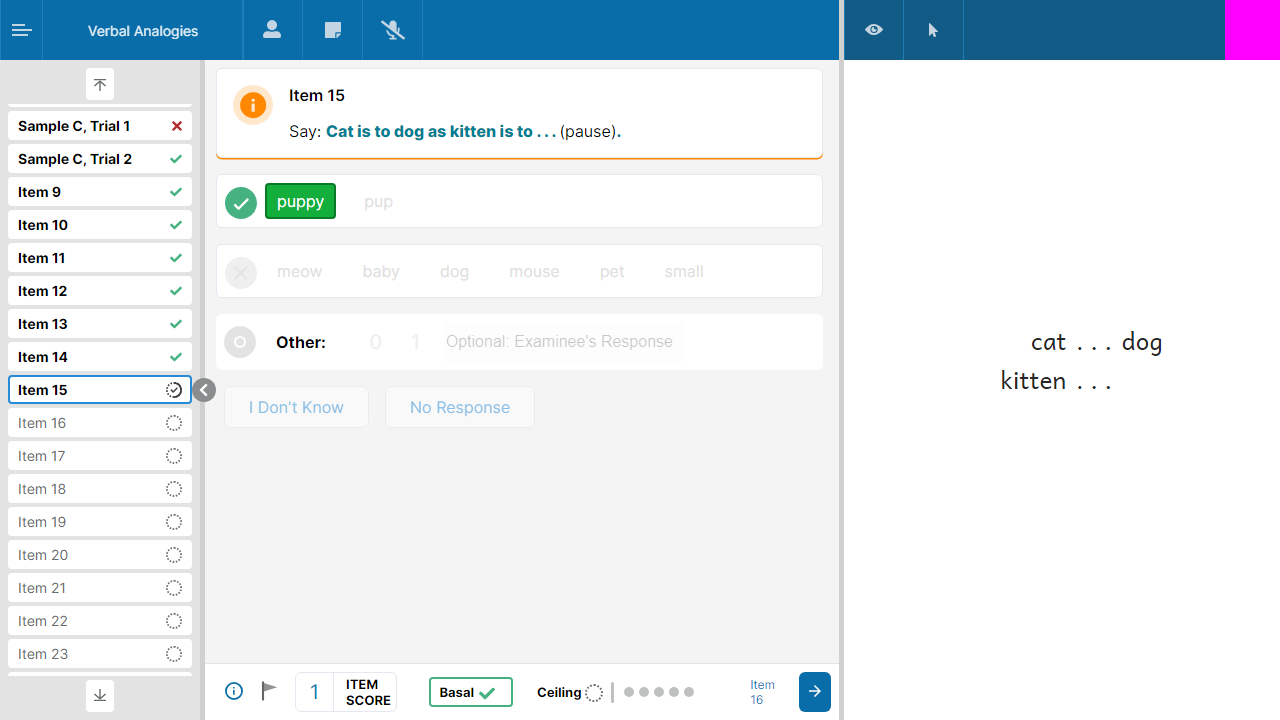 Verbal Analogies
Sample C, Trial 1
Sample C, Trial 2
Item 9
Item 10
Item 11
Item 12
Item 13
Item 14
Item 15
Item 16
Item 17
Item 18
Item 19
Item 20
Item 21
Item 22
Item 23
Item 15
Say: Cat is to dog as kitten is to . . . (pause).
puppy pup
meow baby dog mouse pet small
Other: 0 1 Optional: Examinee's Response
I Don't Know No Response
1 ITEM SCORE
Basal
Ceiling
Item 16
cat . . . dog
kitten . . .